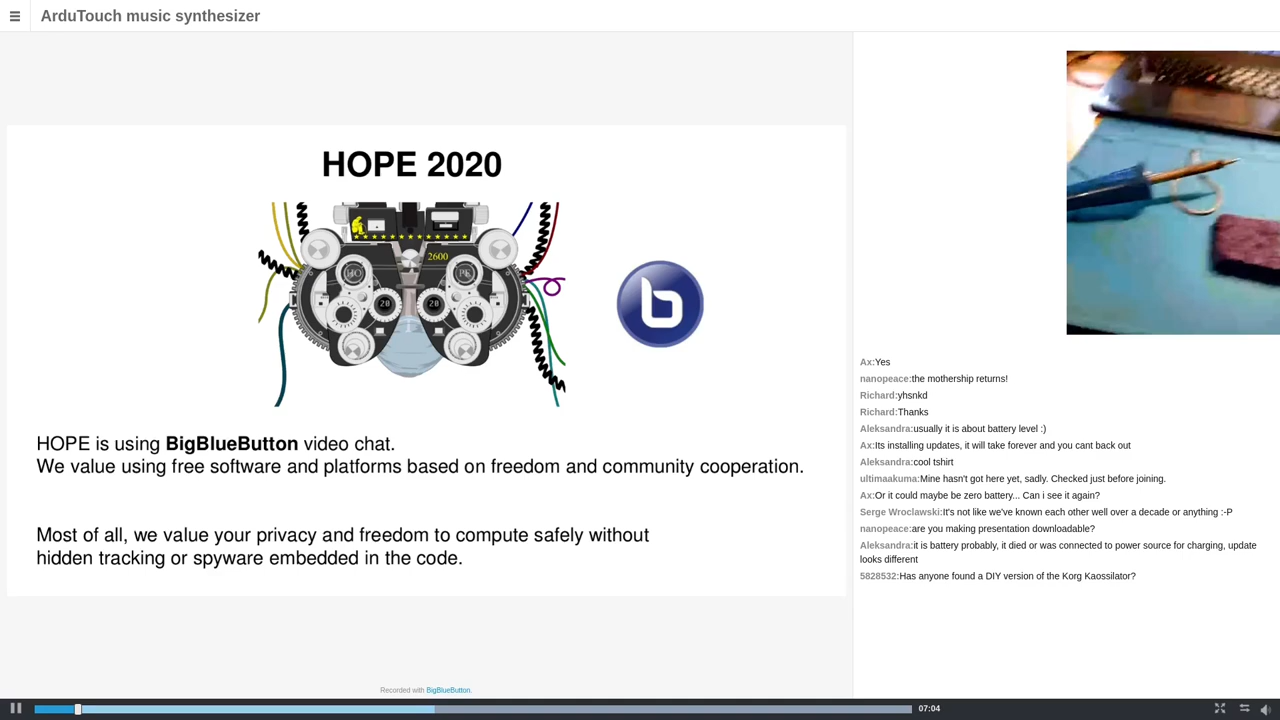 ArduTouch music synthesizer
HOPE 2020
2600
HO
PE
20
20
HOPE is using BigBlueButton video chat.
We value using free software and platforms based on freedom and community cooperation.
Most of all, we value your privacy and freedom to compute safely without
hidden tracking or spyware embedded in the code.
Recorded with BigBlueButton.
Ax:Yes
nanopeace:the mothership returns!
Richard:yhsnkd
Richard:Thanks
Aleksandra:usually it is about battery level :)
Ax:Its installing updates, it will take forever and you cant back out
Aleksandra:cool tshirt
ultimaakuma:Mine hasn't got here yet, sadly. Checked just before joining.
Ax:Or it could maybe be zero battery... Can i see it again?
Serge Wroclawski:It's not like we've known each other well over a decade or anything :-P
nanopeace:are you making presentation downloadable?
Aleksandra:it is battery probably, it died or was connected to power source for charging, update
looks different
5828532:Has anyone found a DIY version of the Korg Kaossilator?
07:04